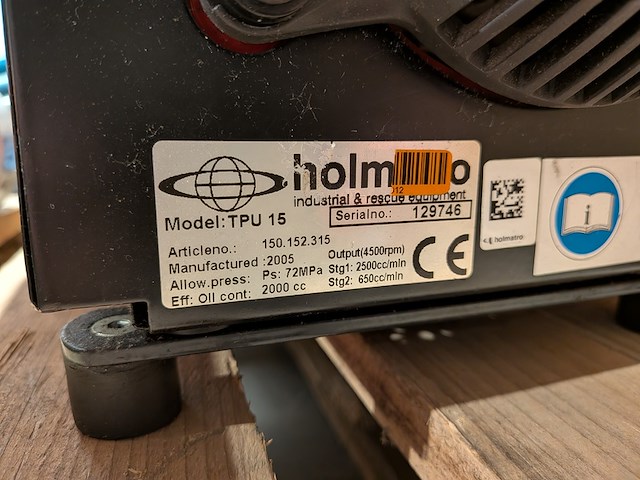 holm o
012
industrial & rescue equipment
Model: TPU 15
Serialno.: 129746
Articleno.: 150.152.315
Manufactured :2005
Allow.press: Ps: 72MPa
Eff: Oil cont: 2000 cc
Output(4500rpm)
Stg1: 2500cc/min
Stg2: 650cc/min
CE
holmatro
i